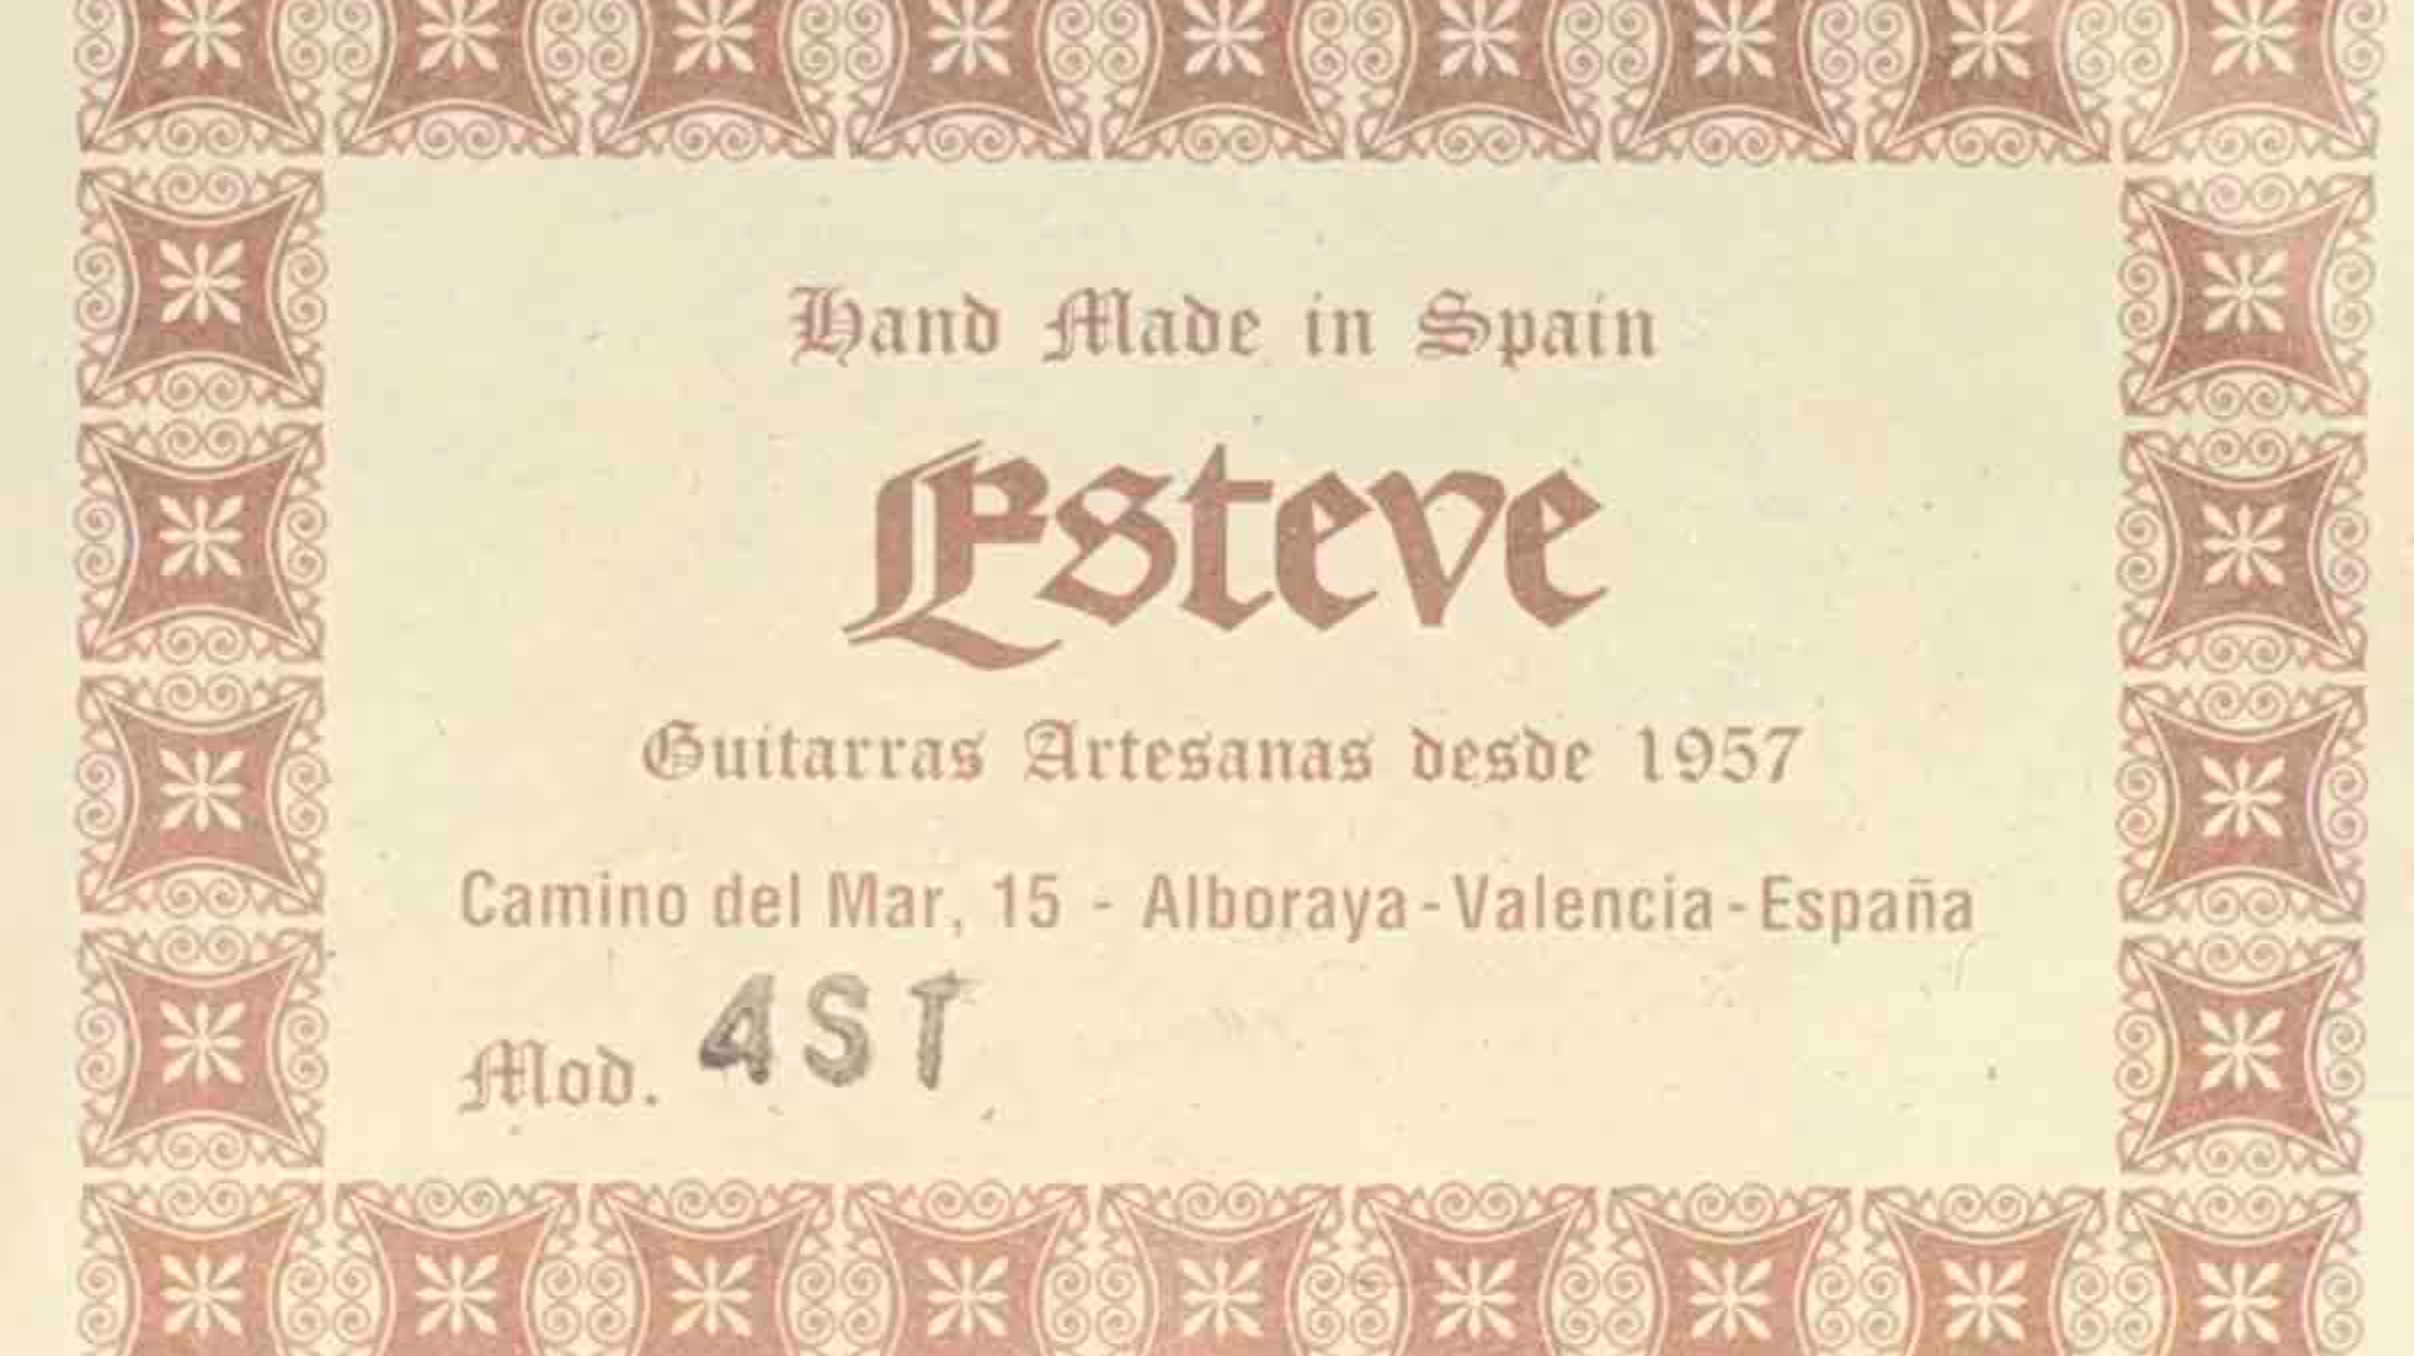 Hand Made in Spain
Esteve
Guitarras Artesanas desde 1957
Camino del Mar, 15 - Alboraya-Valencia-España
Mod. 4ST